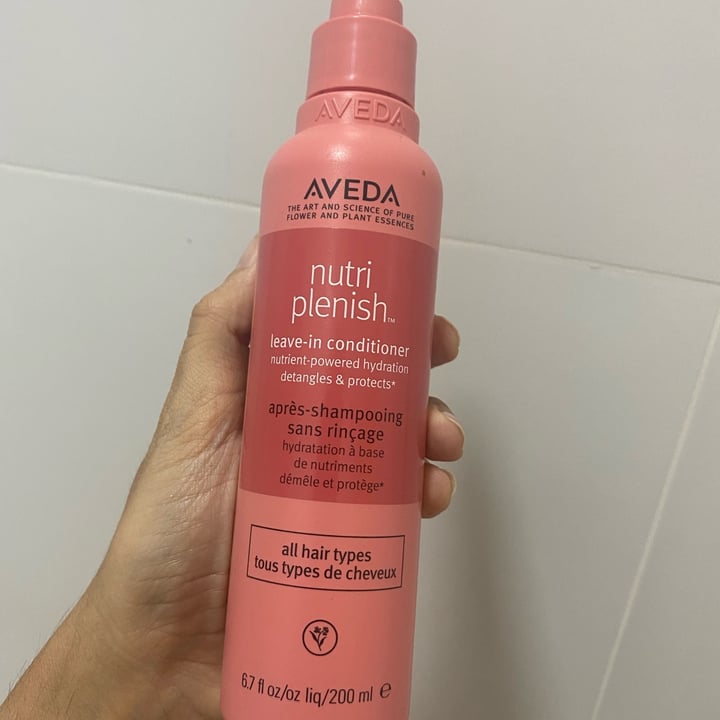 AVEDA
AVEDA
THE ART AND SCIENCE OF PURE
FLOWER AND PLANT ESSENCES
nutri
plenish™
leave-in conditioner
nutrient-powered hydration
detangles & protects*
après-shampooing
sans rinçage
hydratation à base
de nutriments
démêle et protège*
all hair types
tous types de cheveux
6.7 fl oz/oz liq/200 ml ℮